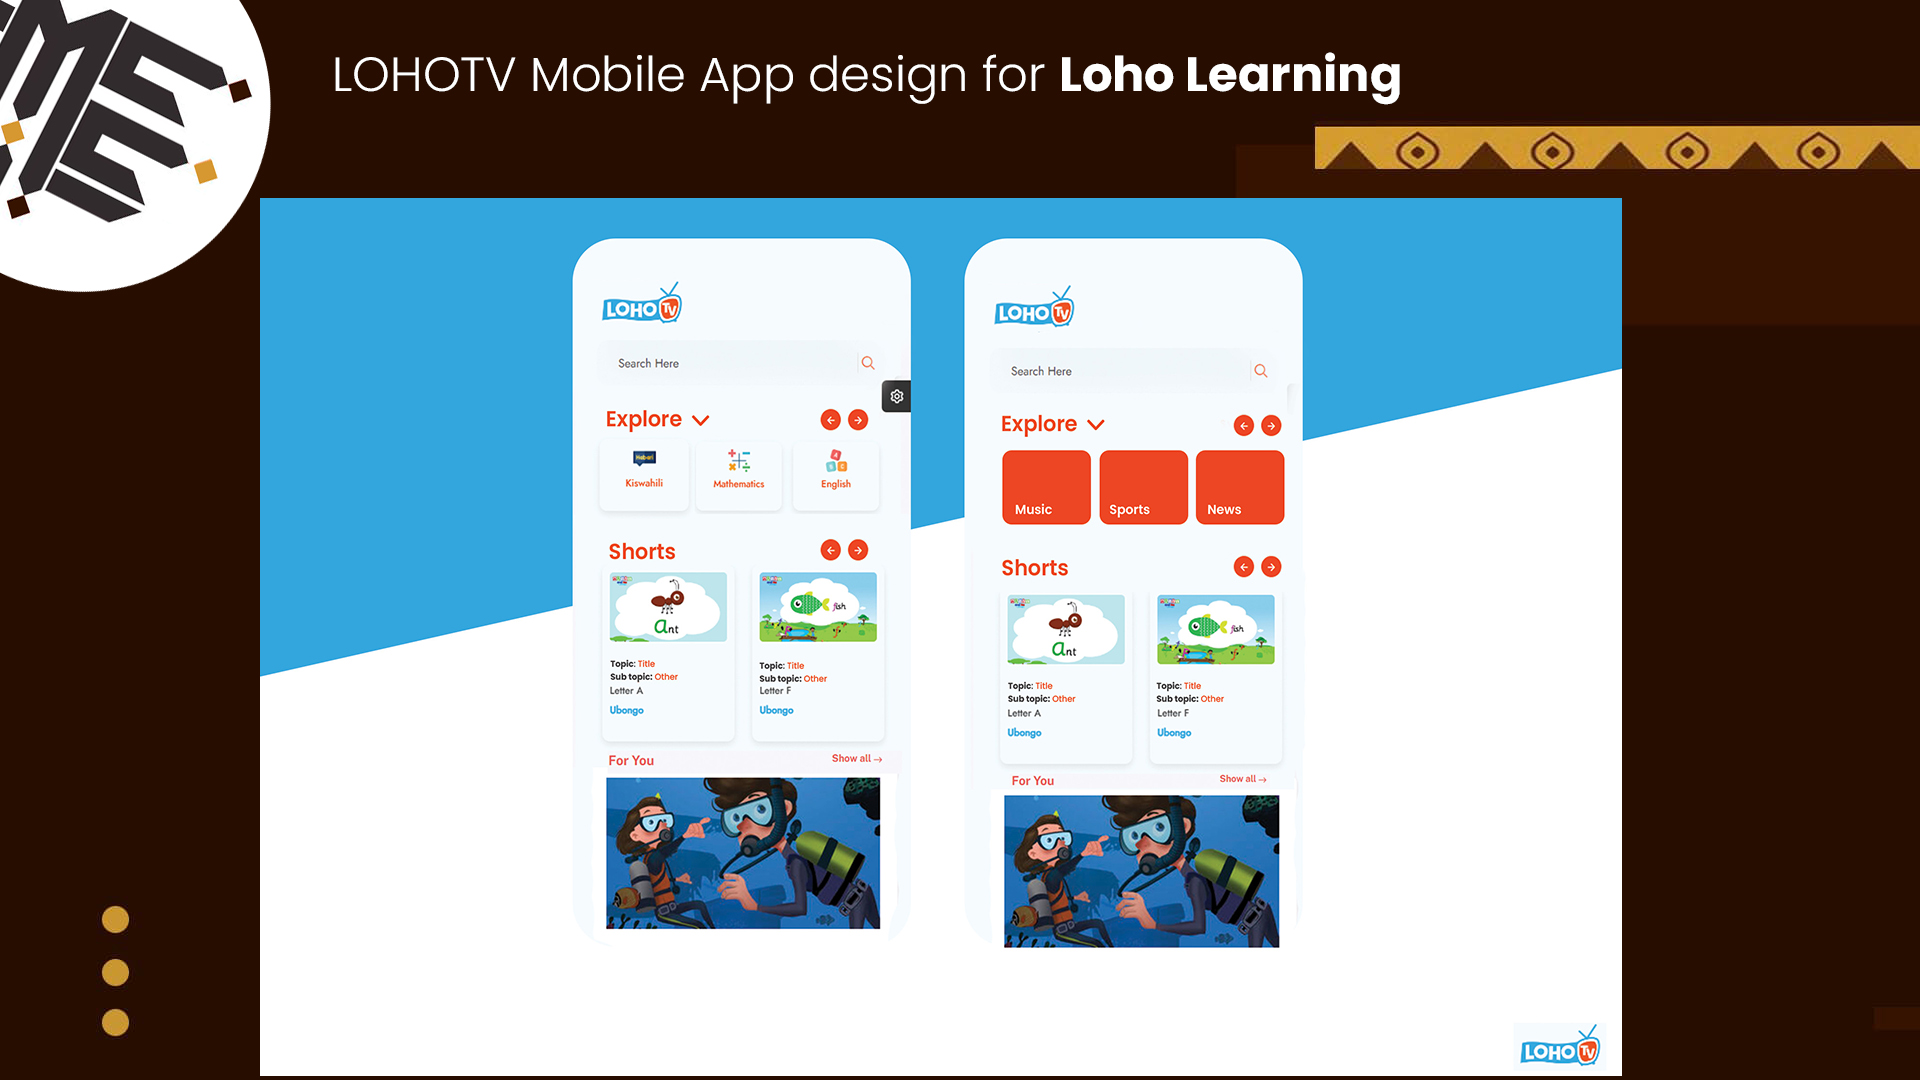 LOHOTV Mobile App design for Loho Learning
LOHO TV
Search Here
Explore
Habari
Kiswahili
Mathematics
A
B C
English
Shorts
ant
fish
Topic: Title
Sub topic: Other
Letter A
Ubongo
Topic: Title
Sub topic: Other
Letter F
Ubongo
For You
Show all →
LOHO TV
Search Here
Explore
Music
Sports
News
Shorts
ant
fish
Topic: Title
Sub topic: Other
Letter A
Ubongo
Topic: Title
Sub topic: Other
Letter F
Ubongo
For You
Show all →
LOHO TV